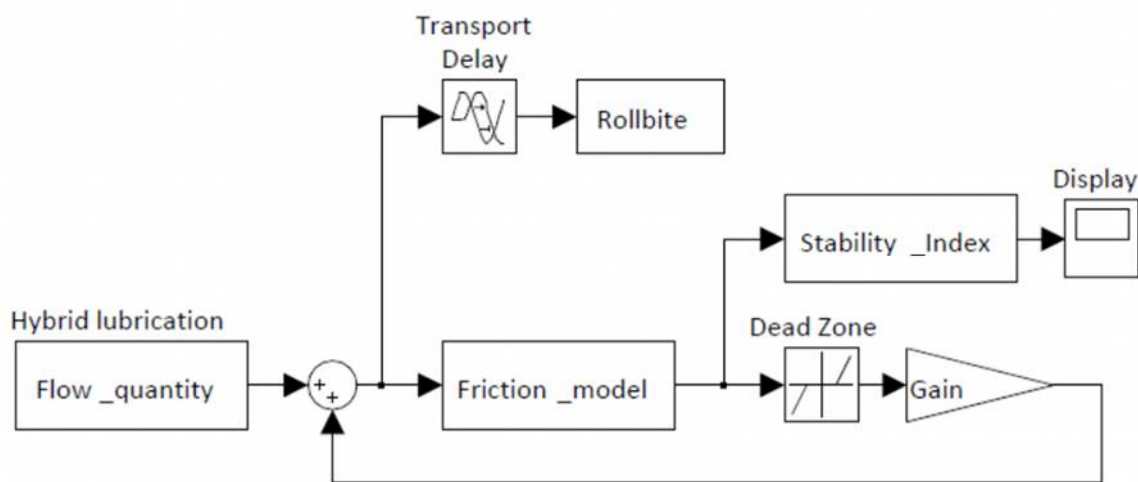 Transport
Delay
Rollbite
Display
Stability _Index
Hybrid lubrication
Dead Zone
Flow _quantity
+
+
Friction _model
Gain